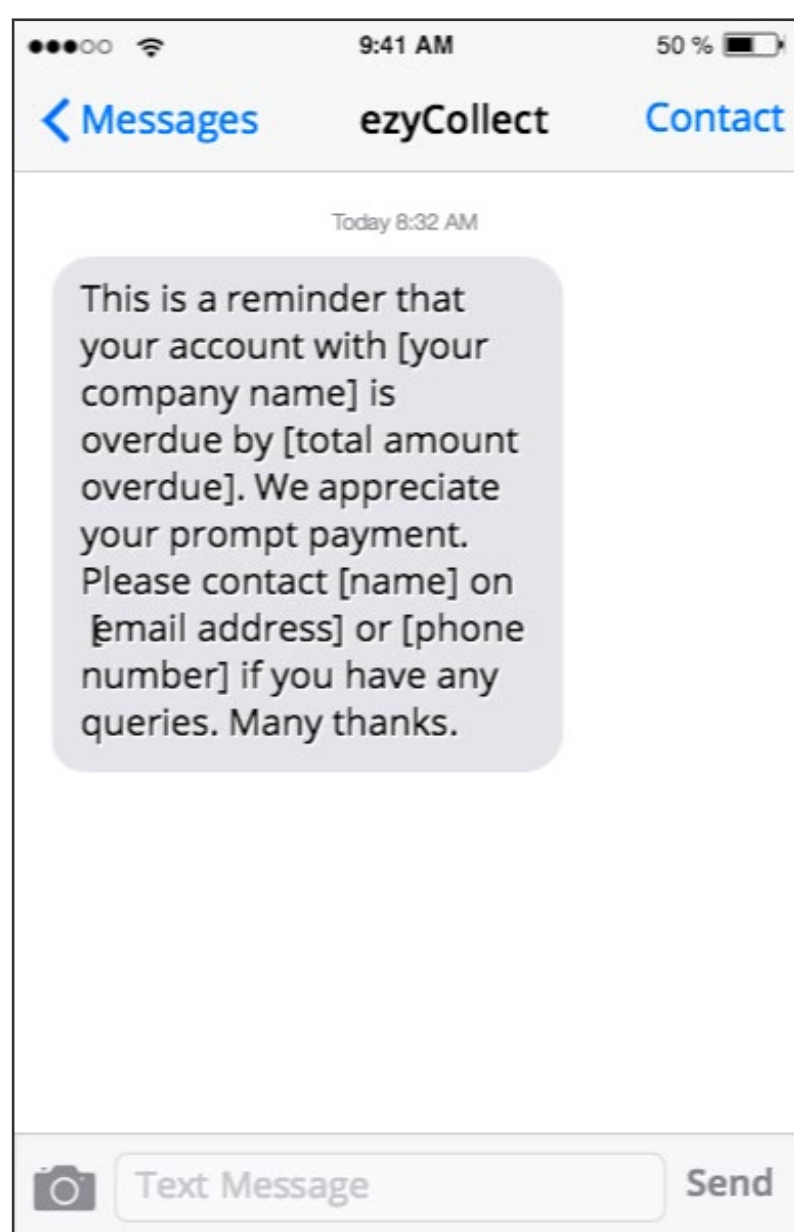 9:41 AM 50 %
Messages ezyCollect Contact
Today 8:32 AM
This is a reminder that
your account with [your
company name] is
overdue by [total amount
overdue]. We appreciate
your prompt payment.
Please contact [name] on
[email address] or [phone
number] if you have any
queries. Many thanks.
Text Message Send